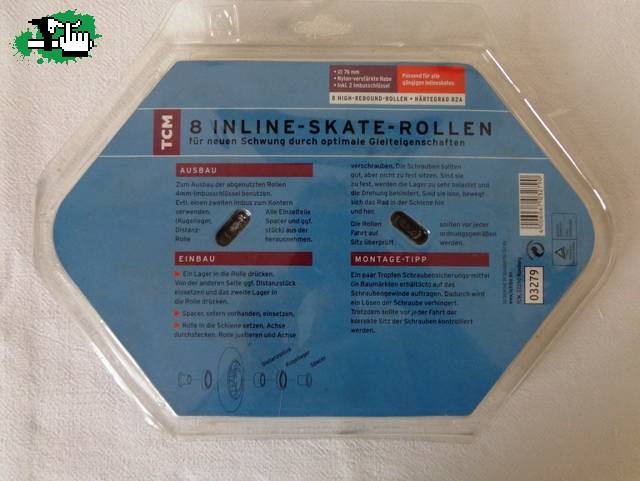 • Ø 76 mm
• Nylon-verstärkte Nabe
• Inkl. 2 Imbusschlüssel
Passend für alle
gängigen Inlineskates
8 HIGH-REBOUND-ROLLEN • HÄRTEGRAD 82A
TCM
8 INLINE-SKATE-ROLLEN
für neuen Schwung durch optimale Gleiteigenschaften
AUSBAU
Zum Ausbau der abgenutzten Rollen
4mm-Imbusschlüssel benutzen.
Evtl. einen zweiten Imbus zum Kontern
verwenden. Alle Einzelteile
(Kugellager, Spacer und ggf.
Distanz- stück) aus der
Rolle herausnehmen.
EINBAU
Ein Lager in die Rolle drücken.
Von der anderen Seite ggf. Distanzstück
einsetzen und das zweite Lager in
die Rolle drücken.
Spacer, sofern vorhanden, einsetzen.
Rolle in die Schiene setzen, Achse
durchstecken. Rolle justieren und Achse
Distanzstück
Kugellager
Spacer
verschrauben. Die Schrauben sollten
gut, aber nicht zu fest sitzen. Sind sie
zu fest, werden die Lager zu sehr belastet und
die Drehung behindert. Sind sie lose, bewegt
sich das Rad in der Schiene hin
und her.
Die Rollen sollten vor jeder
Fahrt auf ordnungsgemäßen
Sitz überprüft werden.
MONTAGE-TIPP
Ein paar Tropfen Schraubensicherungs-mittel
(in Baumärkten erhältlich) auf das
Schraubengewinde auftragen. Dadurch wird
ein Lösen der Schraube verhindert.
Trotzdem sollte vor jeder Fahrt der
korrekte Sitz der Schrauben kontrolliert
werden.
03279